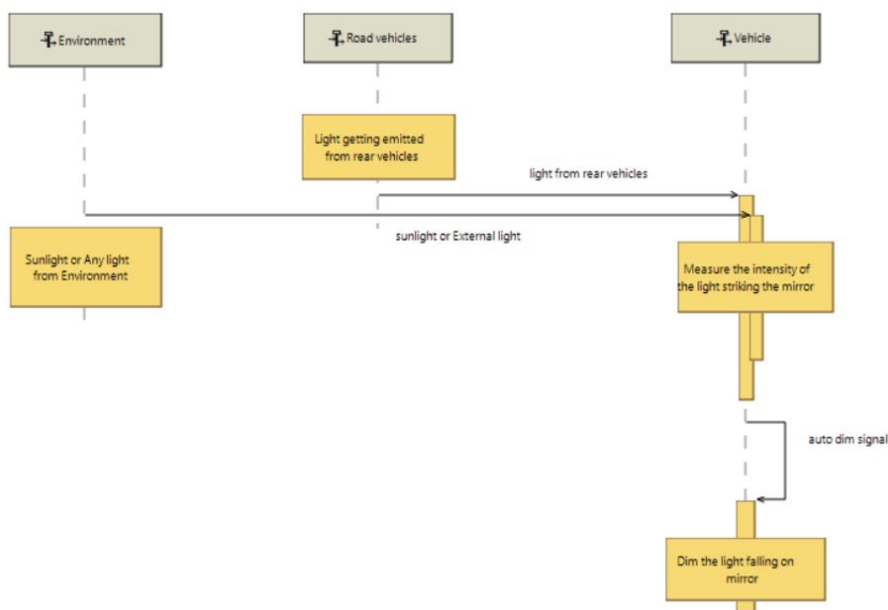 Environment
Road vehicles
Vehicle
Light getting emitted
from rear vehicles
light from rear vehicles
sunlight or External light
Sunlight or Any light
from Environment
Measure the intensity of
the light striking the mirror
auto dim signal
Dim the light falling on
mirror